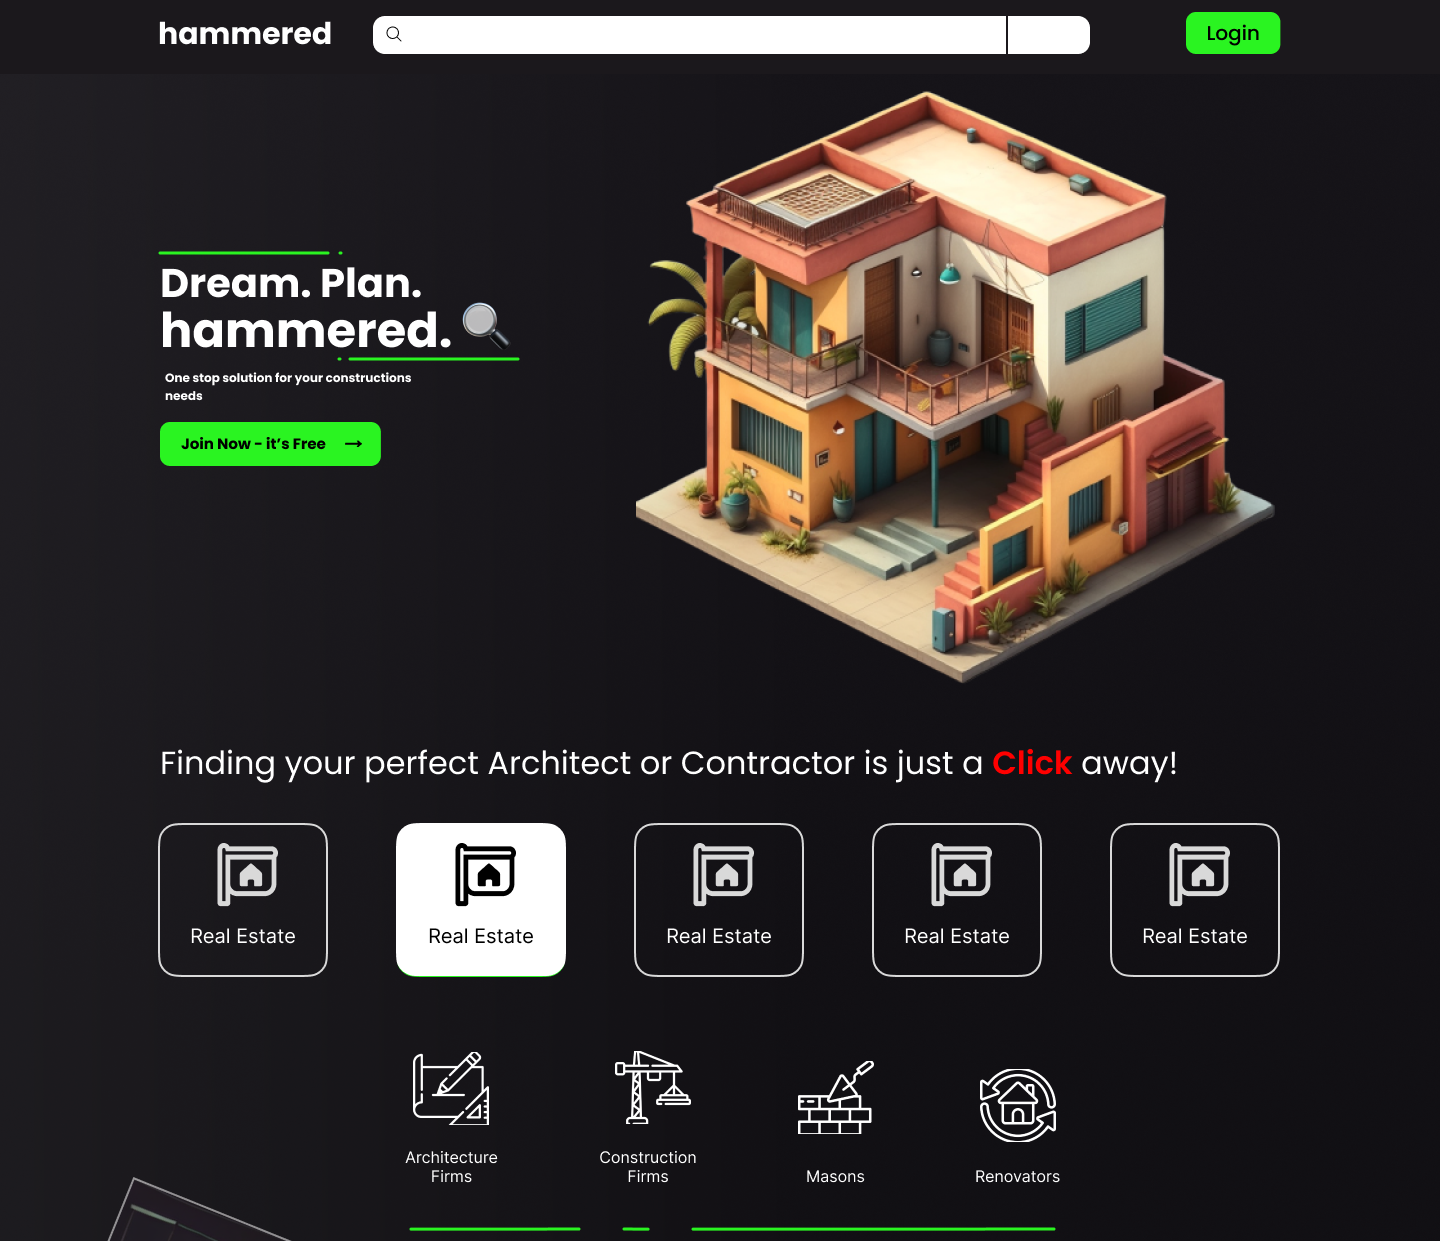 hammered
Login
Dream. Plan.
hammered.
One stop solution for your constructions
needs
Join Now - it's Free
Finding your perfect Architect or Contractor is just a Click away!
Real Estate
Real Estate
Real Estate
Real Estate
Real Estate
Architecture
Firms
Construction
Firms
Masons
Renovators